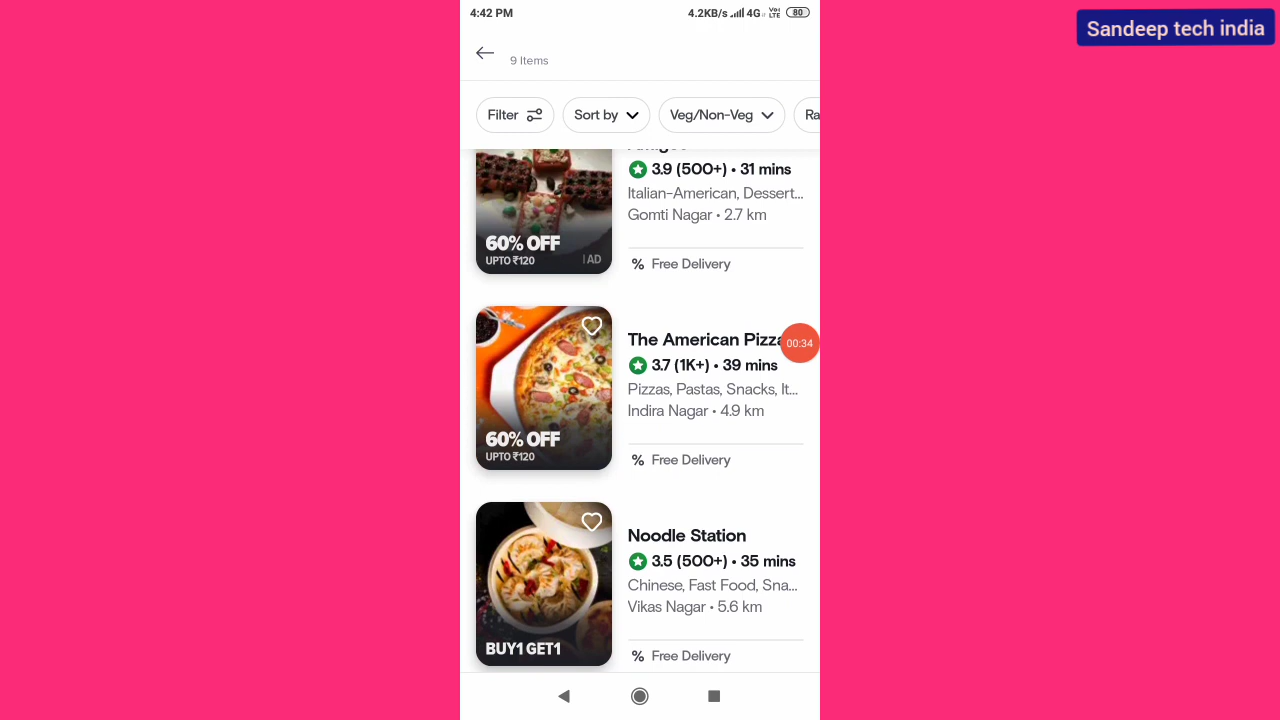 4:42 PM
4.2KB/s 4G 80
Sandeep tech india
9 Items
Filter
Sort by
Veg/Non-Veg
Ra
3.9 (500+) • 31 mins
Italian-American, Dessert...
Gomti Nagar • 2.7 km
60% OFF
UPTO ₹120
AD
% Free Delivery
The American Pizza
00:34
3.7 (1K+) • 39 mins
Pizzas, Pastas, Snacks, It...
Indira Nagar • 4.9 km
60% OFF
UPTO ₹120
% Free Delivery
Noodle Station
3.5 (500+) • 35 mins
Chinese, Fast Food, Sna...
Vikas Nagar • 5.6 km
BUY1 GET1
% Free Delivery